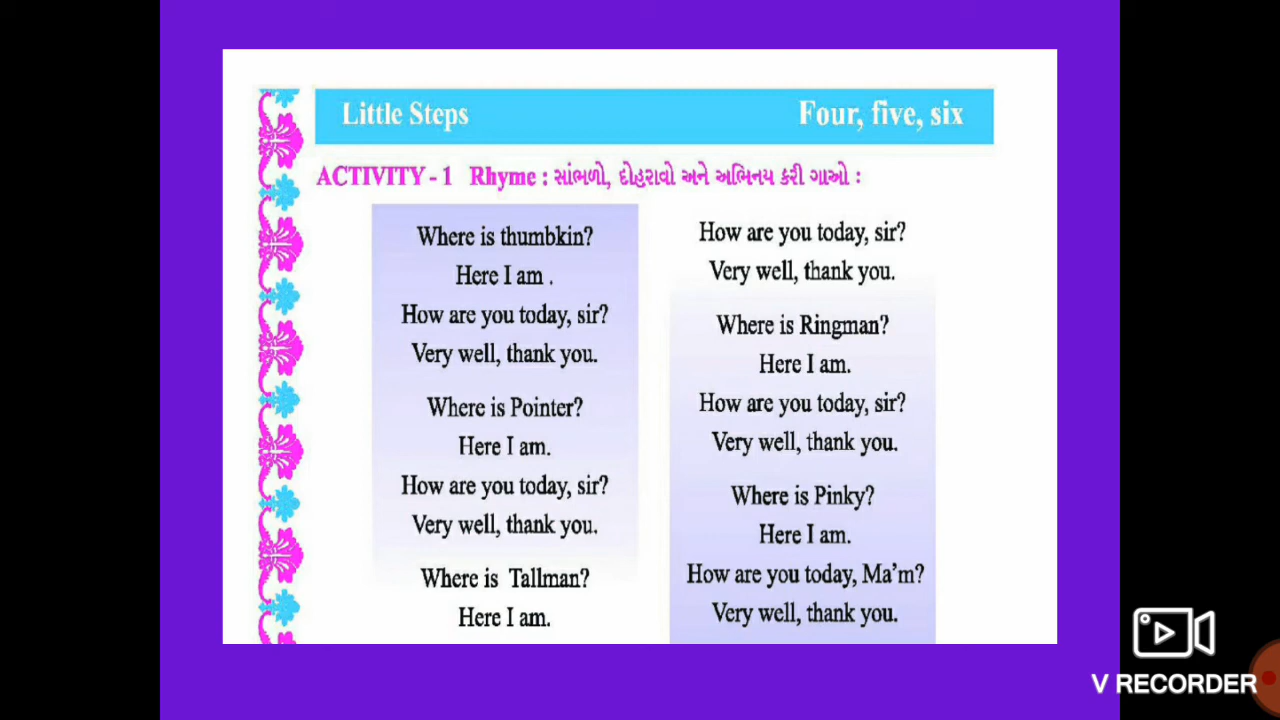 Little Steps
Four, five, six
ACTIVITY - 1 Rhyme : સાંભળો, દોહરાવો અને અભિનય કરી ગાઓ :
Where is thumbkin?
Here I am .
How are you today, sir?
Very well, thank you.
Where is Pointer?
Here I am.
How are you today, sir?
Very well, thank you.
Where is Tallman?
Here I am.
How are you today, sir?
Very well, thank you.
Where is Ringman?
Here I am.
How are you today, sir?
Very well, thank you.
Where is Pinky?
Here I am.
How are you today, Ma'm?
Very well, thank you.
V RECORDER